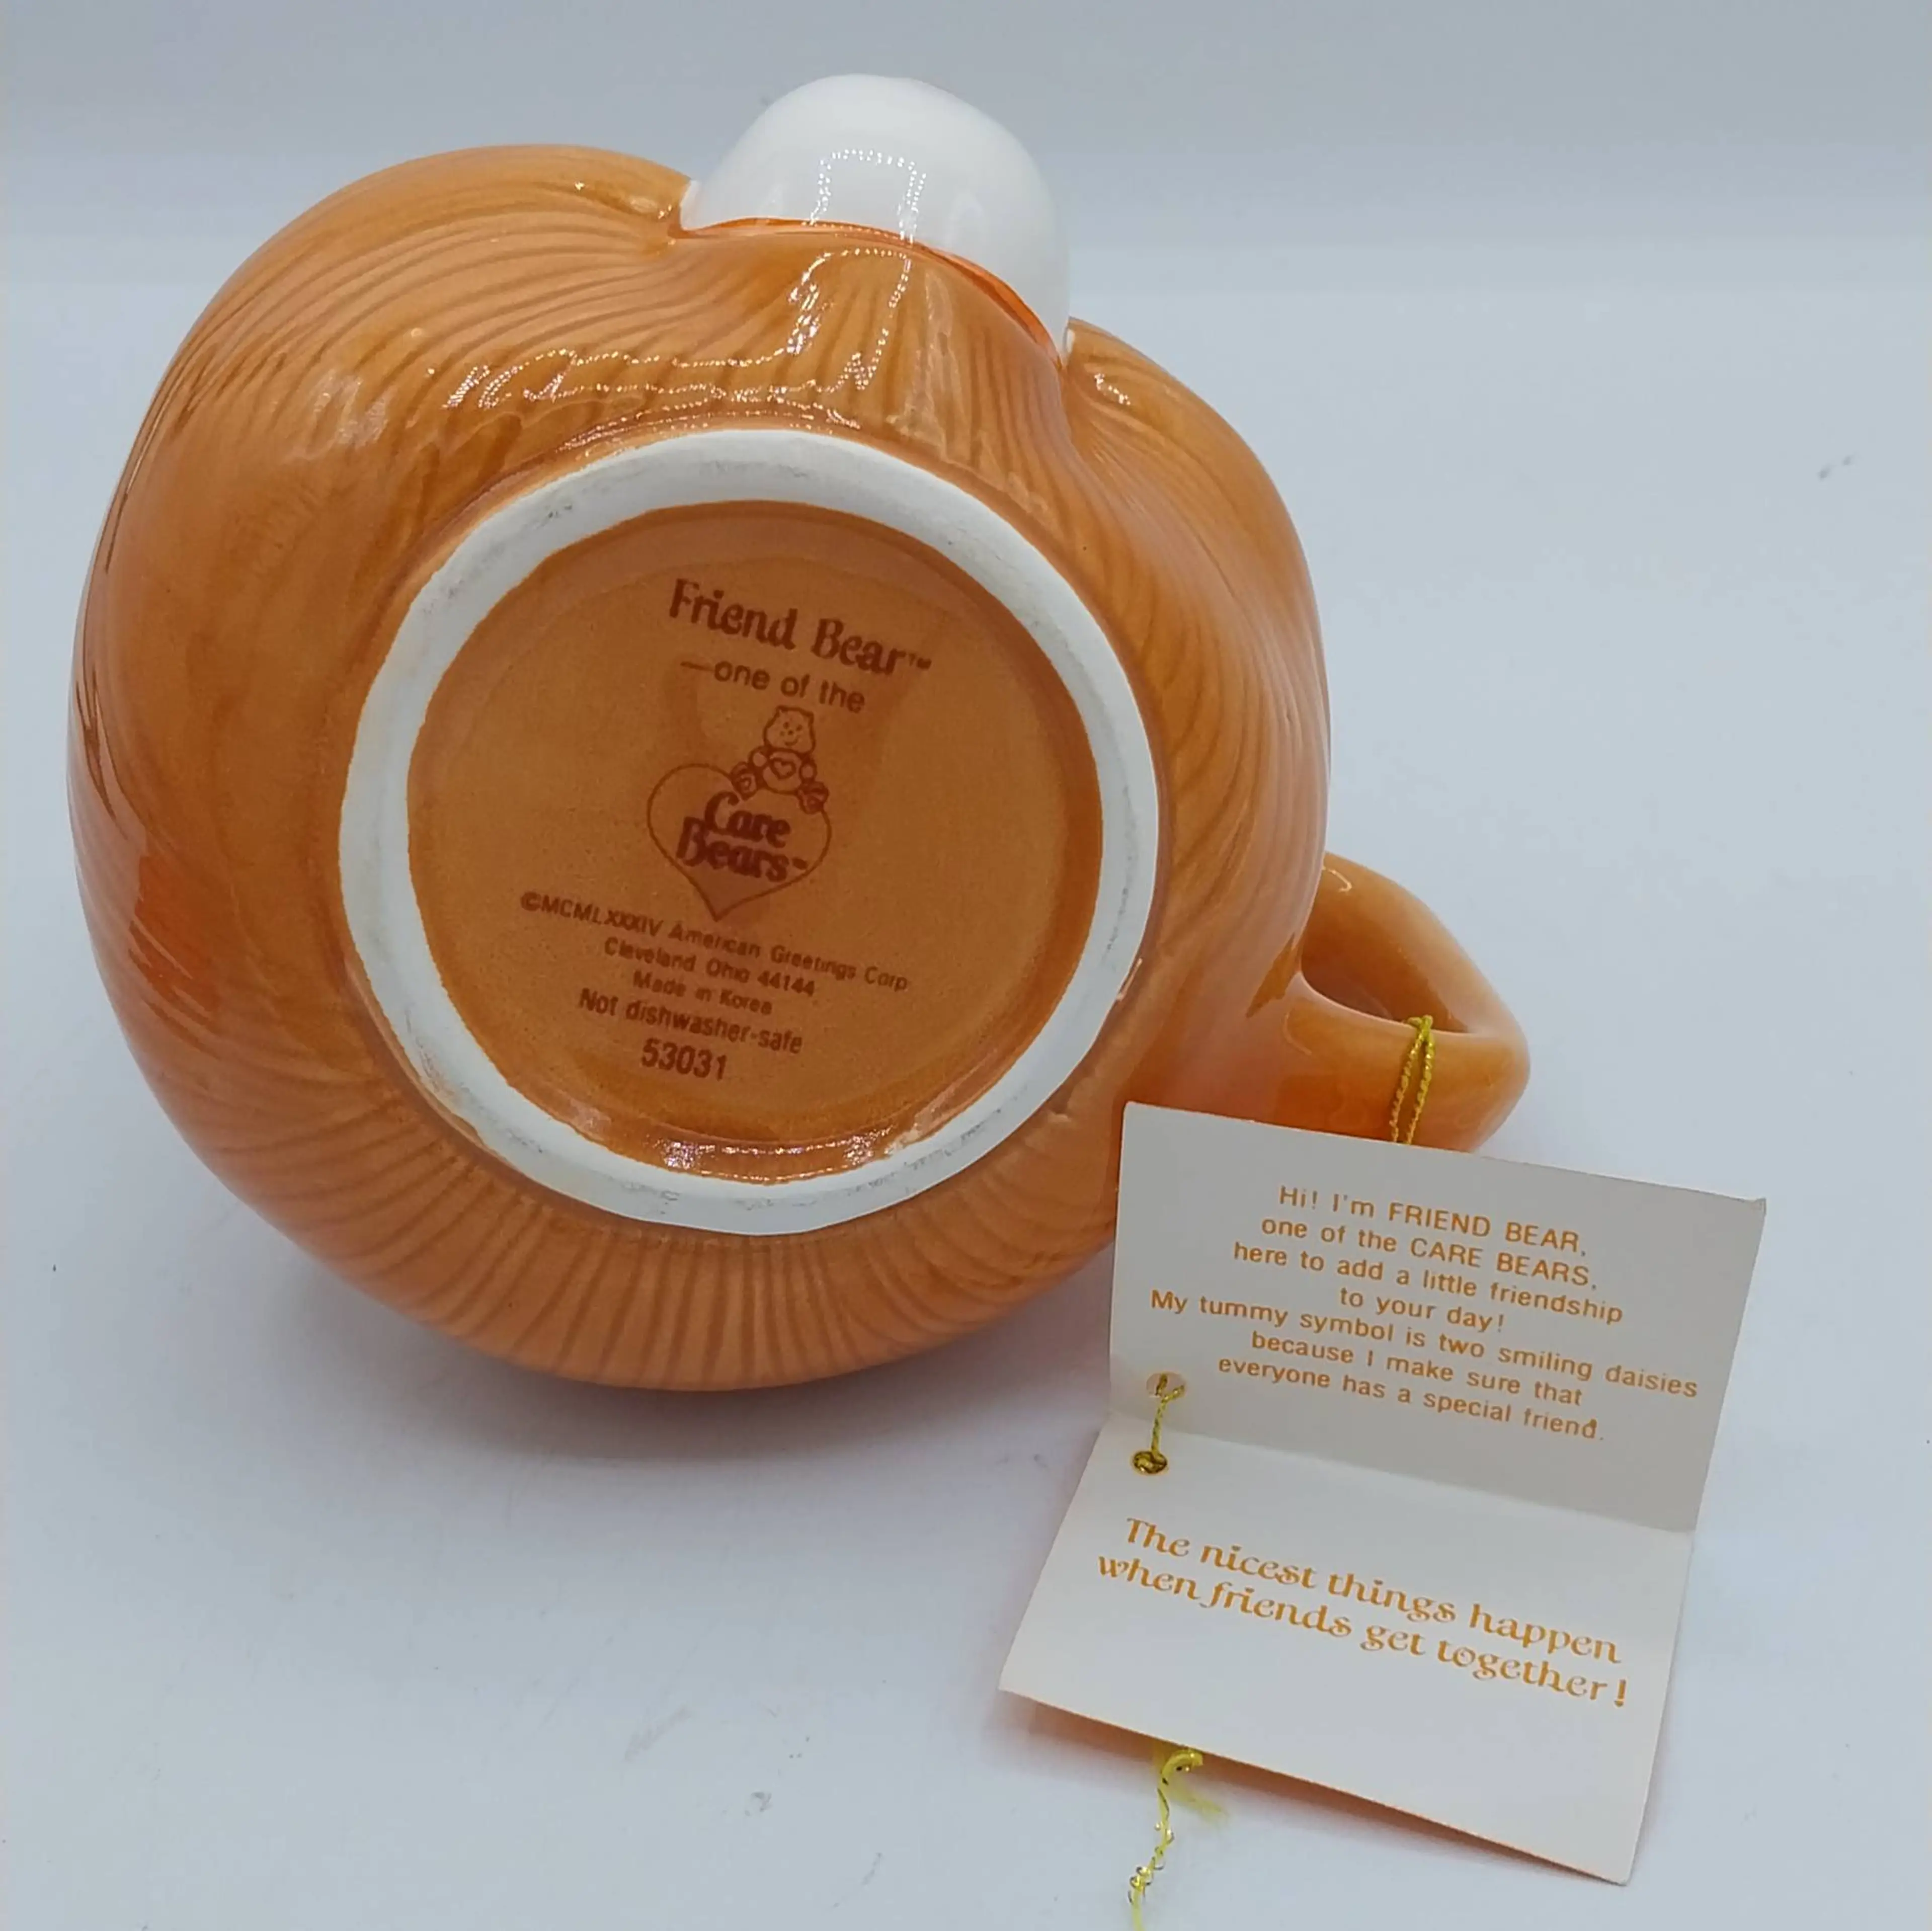 Friend Bear™
—one of the
Care
Bears™
©MCMLXXXIV American Greetings Corp
Cleveland Ohio 44144
Made in Korea
Not dishwasher-safe
53031
Hi! I'm FRIEND BEAR,
one of the CARE BEARS,
here to add a little friendship
to your day!
My tummy symbol is two smiling daisies
because I make sure that
everyone has a special friend.
The nicest things happen
when friends get together!